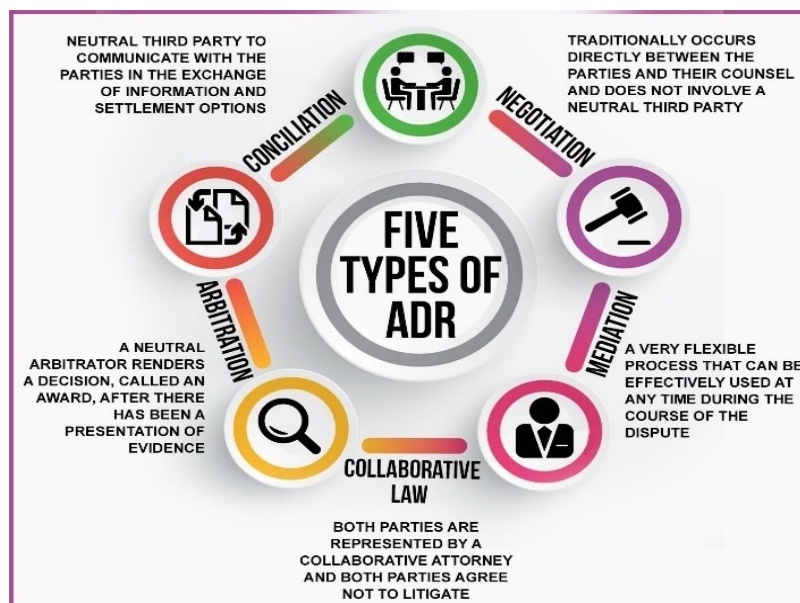 NEUTRAL THIRD PARTY TO
COMMUNICATE WITH THE
PARTIES IN THE EXCHANGE
OF INFORMATION AND
SETTLEMENT OPTIONS
CONCILIATION
TRADITIONALLY OCCURS
DIRECTLY BETWEEN THE
PARTIES AND THEIR COUNSEL
AND DOES NOT INVOLVE A
NEUTRAL THIRD PARTY
NEGOTIATION
FIVE
TYPES OF
ADR
ARBITRATION
A NEUTRAL
ARBITRATOR RENDERS
A DECISION, CALLED AN
AWARD, AFTER THERE
HAS BEEN A
PRESENTATION OF
EVIDENCE
MEDIATION
A VERY FLEXIBLE
PROCESS THAT CAN BE
EFFECTIVELY USED AT
ANY TIME DURING THE
COURSE OF THE
DISPUTE
COLLABORATIVE
LAW
BOTH PARTIES ARE
REPRESENTED BY A
COLLABORATIVE ATTORNEY
AND BOTH PARTIES AGREE
NOT TO LITIGATE